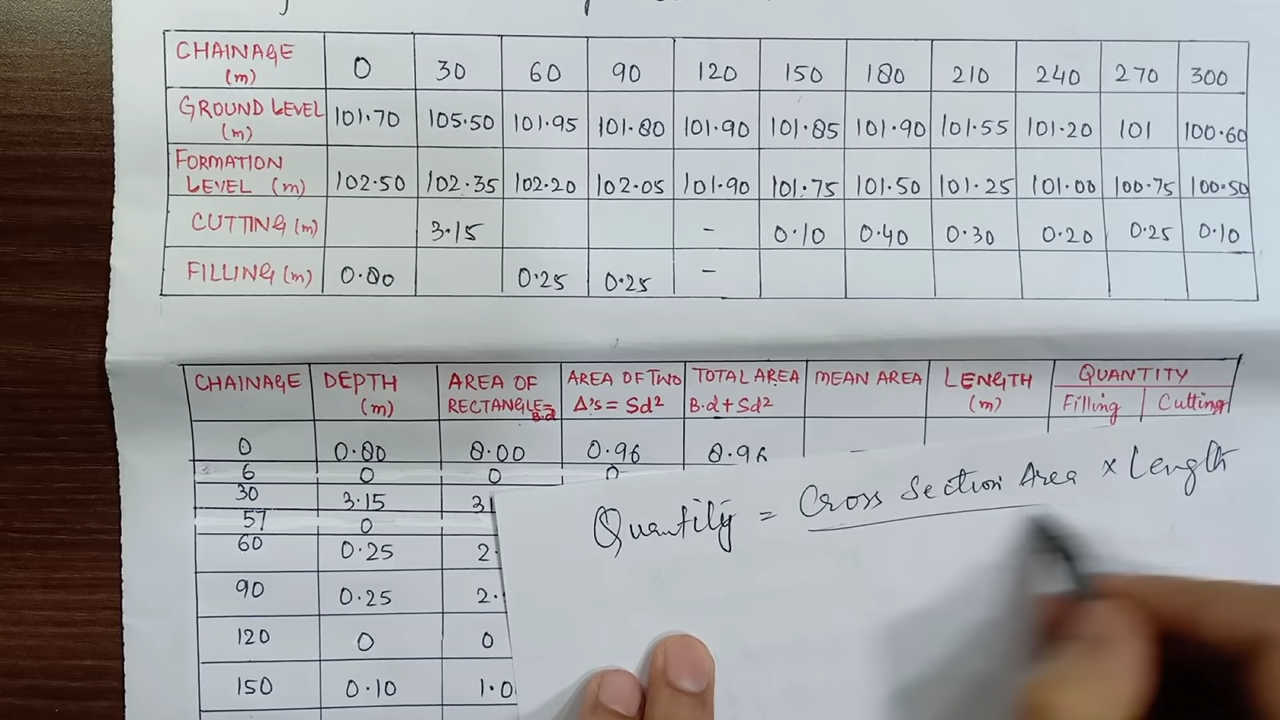 CHAINAGE (m) 0 30 60 90 120 150 180 210 240 270 300
GROUND LEVEL (m) 101.70 105.50 101.95 101.80 101.90 101.85 101.90 101.55 101.20 101 100.60
FORMATION LEVEL (m) 102.50 102.35 102.20 102.05 101.90 101.75 101.50 101.25 101.00 100.75 100.50
CUTTING (m) 3.15 - 0.10 0.40 0.30 0.20 0.25 0.10
FILLING (m) 0.80 0.25 0.25 -
CHAINAGE DEPTH (m) AREA OF RECTANGLE= B.d AREA OF TWO Δ's = Sd² TOTAL AREA B.d + Sd² MEAN AREA LENGTH (m) QUANTITY Filling Cutting
0 0.80 8.00 0.96 8.96 -
6 0 0 0
30 3.15
57 0
60 0.25
90 0.25
120 0 0
150 0.10 1.0
Quantity = Cross Section Area × Length